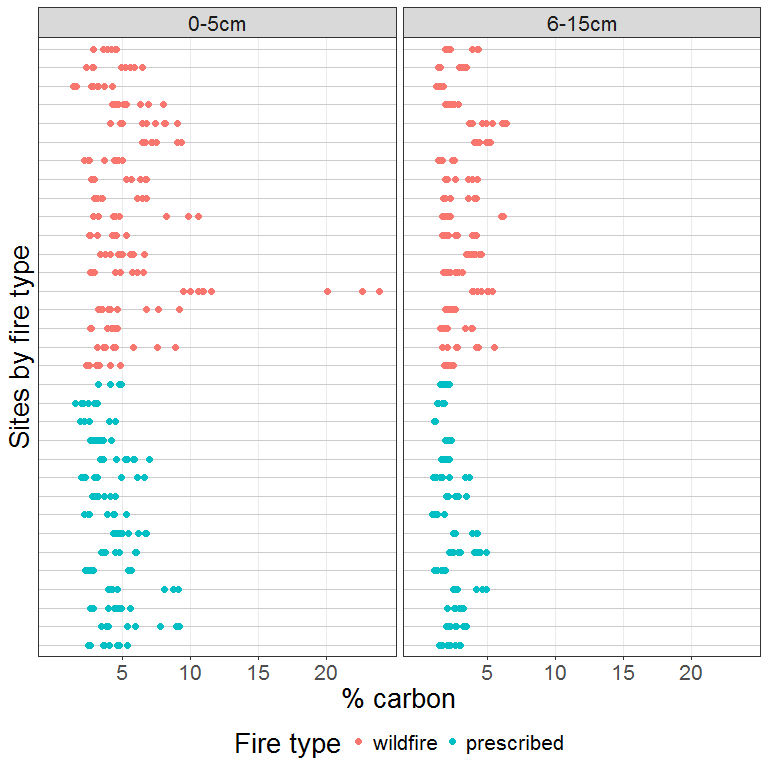 0-5cm
6-15cm
Sites by fire type
5
10
15
20
5
10
15
20
% carbon
Fire type
wildfire
prescribed